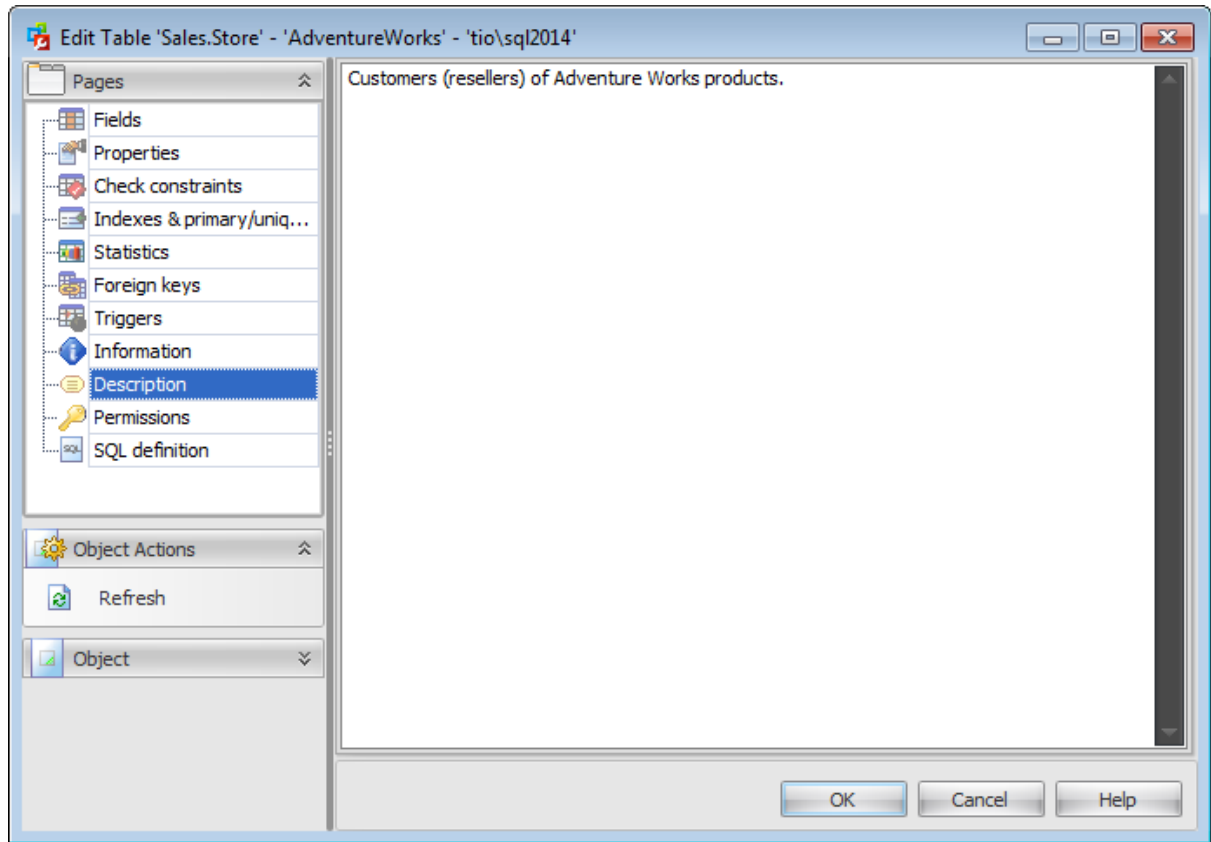 Edit Table 'Sales.Store' - 'AdventureWorks' - 'tio\sql2014'
Pages
Fields
Properties
Check constraints
Indexes & primary/uniq...
Statistics
Foreign keys
Triggers
Information
Description
Permissions
SQL
SQL definition
Object Actions
Refresh
Object
Customers (resellers) of Adventure Works products.
OK
Cancel
Help